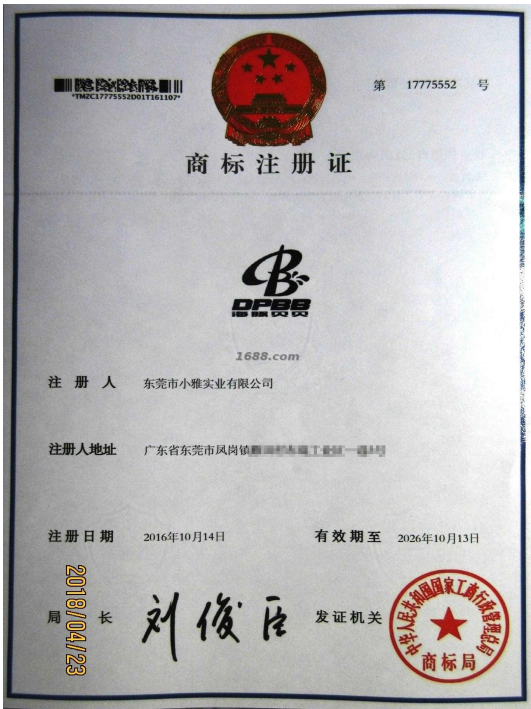 第 17775552 号
*TMZC17775552D01T161107*
商标注册证
DPBB
海豚贝贝
1688.com
注册人 东莞市小雅实业有限公司
注册人地址 广东省东莞市凤岗镇
注册日期 2016年10月14日 有效期至 2026年10月13日
局长 刘俊臣 发证机关
中华人民共和国国家工商行政管理总局
商标局
2018/04/23